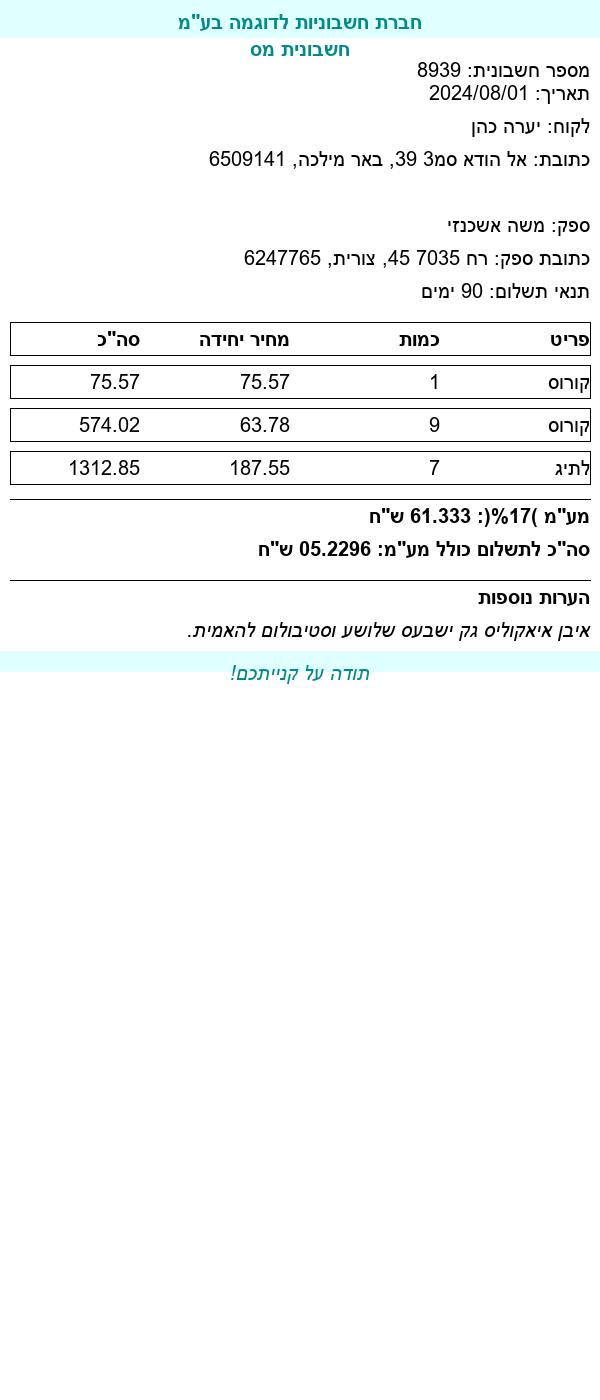 חברת חשבוניות לדוגמה בע"מ
חשבונית מס
מספר חשבונית: 8939
תאריך: 2024/08/01
לקוח: יערה כהן
כתובת: אל הודא סמ3 39, באר מילכה, 6509141
ספק: משה אשכנזי
כתובת ספק: רח 7035 45, צורית, 6247765
תנאי תשלום: 90 ימים
פריט כמות מחיר יחידה סה"כ
קורוס 1 75.57 75.57
קורוס 9 63.78 574.02
לתיג 7 187.55 1312.85
מע"מ )17%(: 61.333 ש"ח
סה"כ לתשלום כולל מע"מ: 05.2296 ש"ח
הערות נוספות
איבן איאקוליס גק ישבעס שלושע וסטיבולום להאמית.
תודה על קנייתכם!